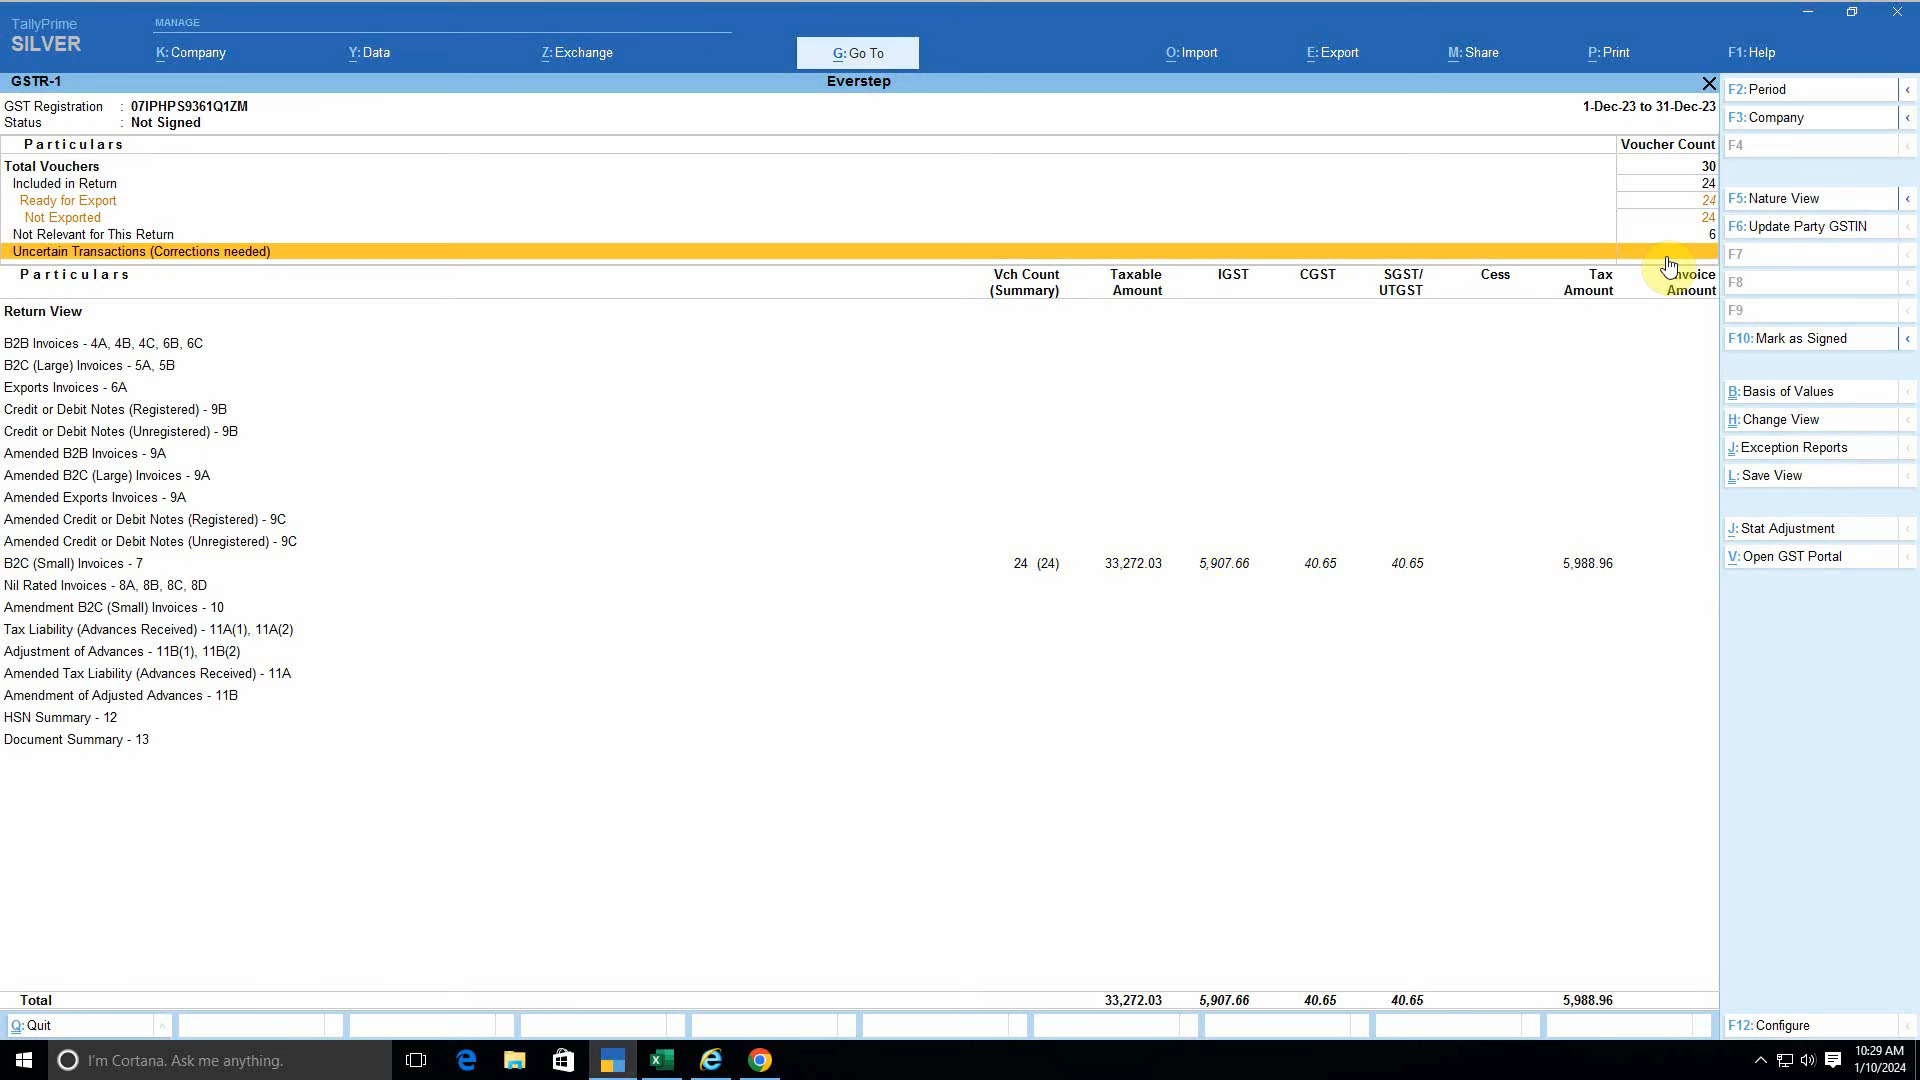 TallyPrime
SILVER
MANAGE
K: Company
Y: Data
Z: Exchange
G: Go To
O: Import
E: Export
M: Share
P: Print
F1: Help
GSTR-1
Everstep
GST Registration : 07IPHPS9361Q1ZM
1-Dec-23 to 31-Dec-23
Status : Not Signed
Particulars Voucher Count
Total Vouchers 30
Included in Return 24
Ready for Export 24
Not Exported 24
Not Relevant for This Return 6
Uncertain Transactions (Corrections needed)
Particulars Vch Count Taxable IGST CGST SGST/ Cess Tax Invoice
(Summary) Amount UTGST Amount Amount
Return View
B2B Invoices - 4A, 4B, 4C, 6B, 6C
B2C (Large) Invoices - 5A, 5B
Exports Invoices - 6A
Credit or Debit Notes (Registered) - 9B
Credit or Debit Notes (Unregistered) - 9B
Amended B2B Invoices - 9A
Amended B2C (Large) Invoices - 9A
Amended Exports Invoices - 9A
Amended Credit or Debit Notes (Registered) - 9C
Amended Credit or Debit Notes (Unregistered) - 9C
B2C (Small) Invoices - 7 24 (24) 33,272.03 5,907.66 40.65 40.65 5,988.96
Nil Rated Invoices - 8A, 8B, 8C, 8D
Amendment B2C (Small) Invoices - 10
Tax Liability (Advances Received) - 11A(1), 11A(2)
Adjustment of Advances - 11B(1), 11B(2)
Amended Tax Liability (Advances Received) - 11A
Amendment of Adjusted Advances - 11B
HSN Summary - 12
Document Summary - 13
Total 33,272.03 5,907.66 40.65 40.65 5,988.96
F2: Period
F3: Company
F4
F5: Nature View
F6: Update Party GSTIN
F7
F8
F9
F10: Mark as Signed
B: Basis of Values
H: Change View
J: Exception Reports
L: Save View
J: Stat Adjustment
V: Open GST Portal
Q: Quit
F12: Configure
I'm Cortana. Ask me anything.
10:29 AM
1/10/2024